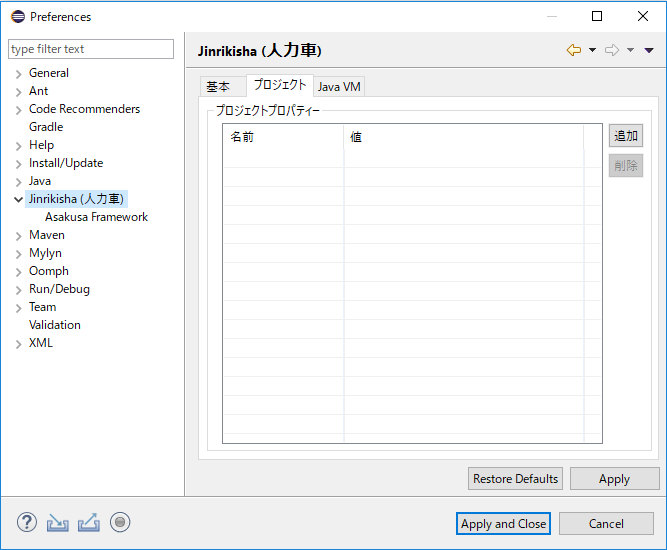 Preferences
type filter text
General
Ant
Code Recommenders
Gradle
Help
Install/Update
Java
Jinrikisha (人力車)
Asakusa Framework
Maven
Mylyn
Oomph
Run/Debug
Team
Validation
XML
Jinrikisha (人力車)
基本 プロジェクト Java VM
プロジェクトプロパティー
名前 値
追加
削除
Restore Defaults Apply
Apply and Close Cancel